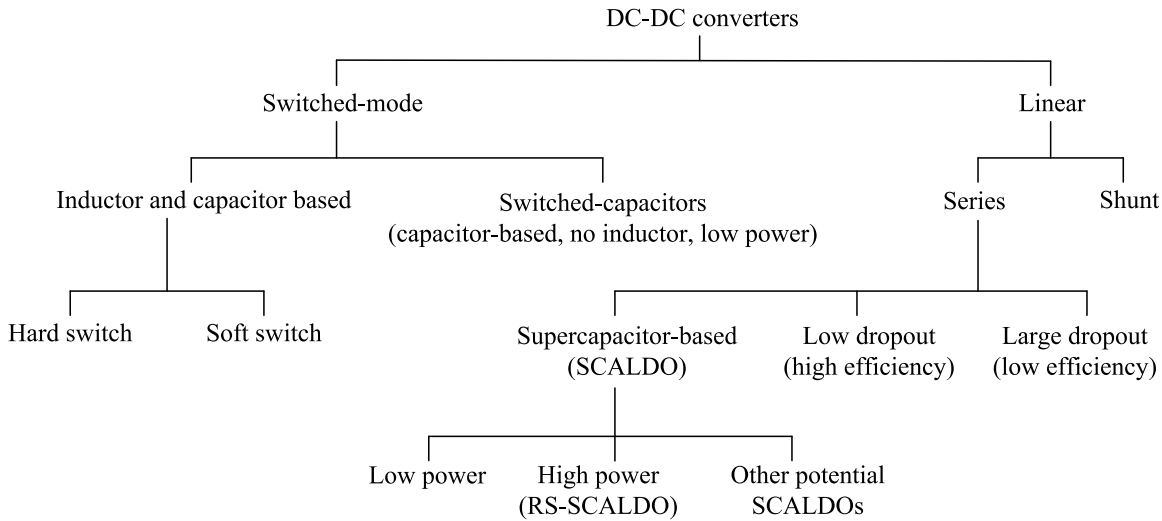 DC-DC converters
Switched-mode
Linear
Inductor and capacitor based
Switched-capacitors
(capacitor-based, no inductor, low power)
Series
Shunt
Hard switch
Soft switch
Supercapacitor-based
(SCALDO)
Low dropout
(high efficiency)
Large dropout
(low efficiency)
Low power
High power
(RS-SCALDO)
Other potential
SCALDOs